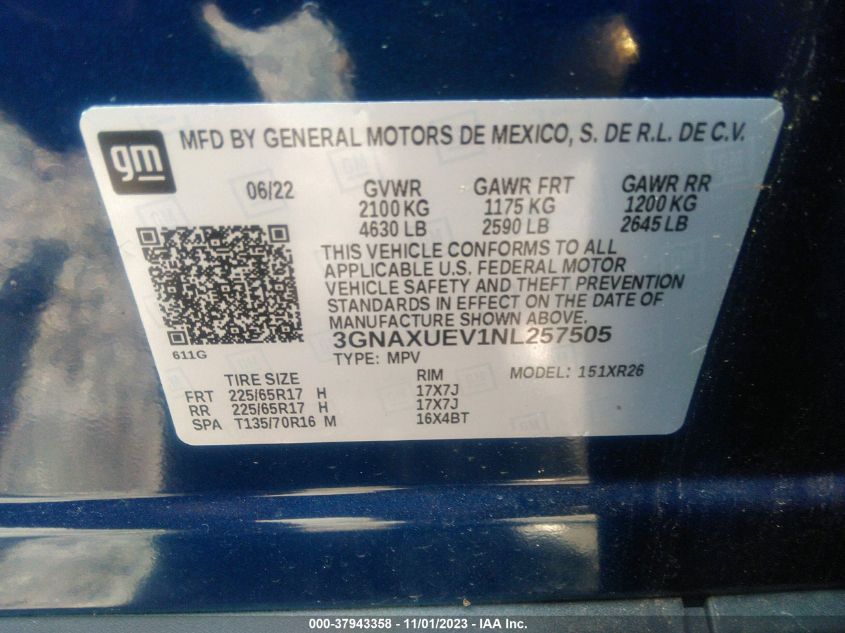 gm
MFD BY GENERAL MOTORS DE MEXICO, S. DE R.L. DE C.V.
06/22 GVWR GAWR FRT GAWR RR
2100 KG 1175 KG 1200 KG
4630 LB 2590 LB 2645 LB
THIS VEHICLE CONFORMS TO ALL
APPLICABLE U.S. FEDERAL MOTOR
VEHICLE SAFETY AND THEFT PREVENTION
STANDARDS IN EFFECT ON THE DATE OF
MANUFACTURE SHOWN ABOVE.
611G
3GNAXUEV1NL257505
TYPE: MPV MODEL: 151XR26
TIRE SIZE RIM
FRT 225/65R17 H 17X7J
RR 225/65R17 H 17X7J
SPA T135/70R16 M 16X4BT
000-37943358 - 11/01/2023 - IAA Inc.